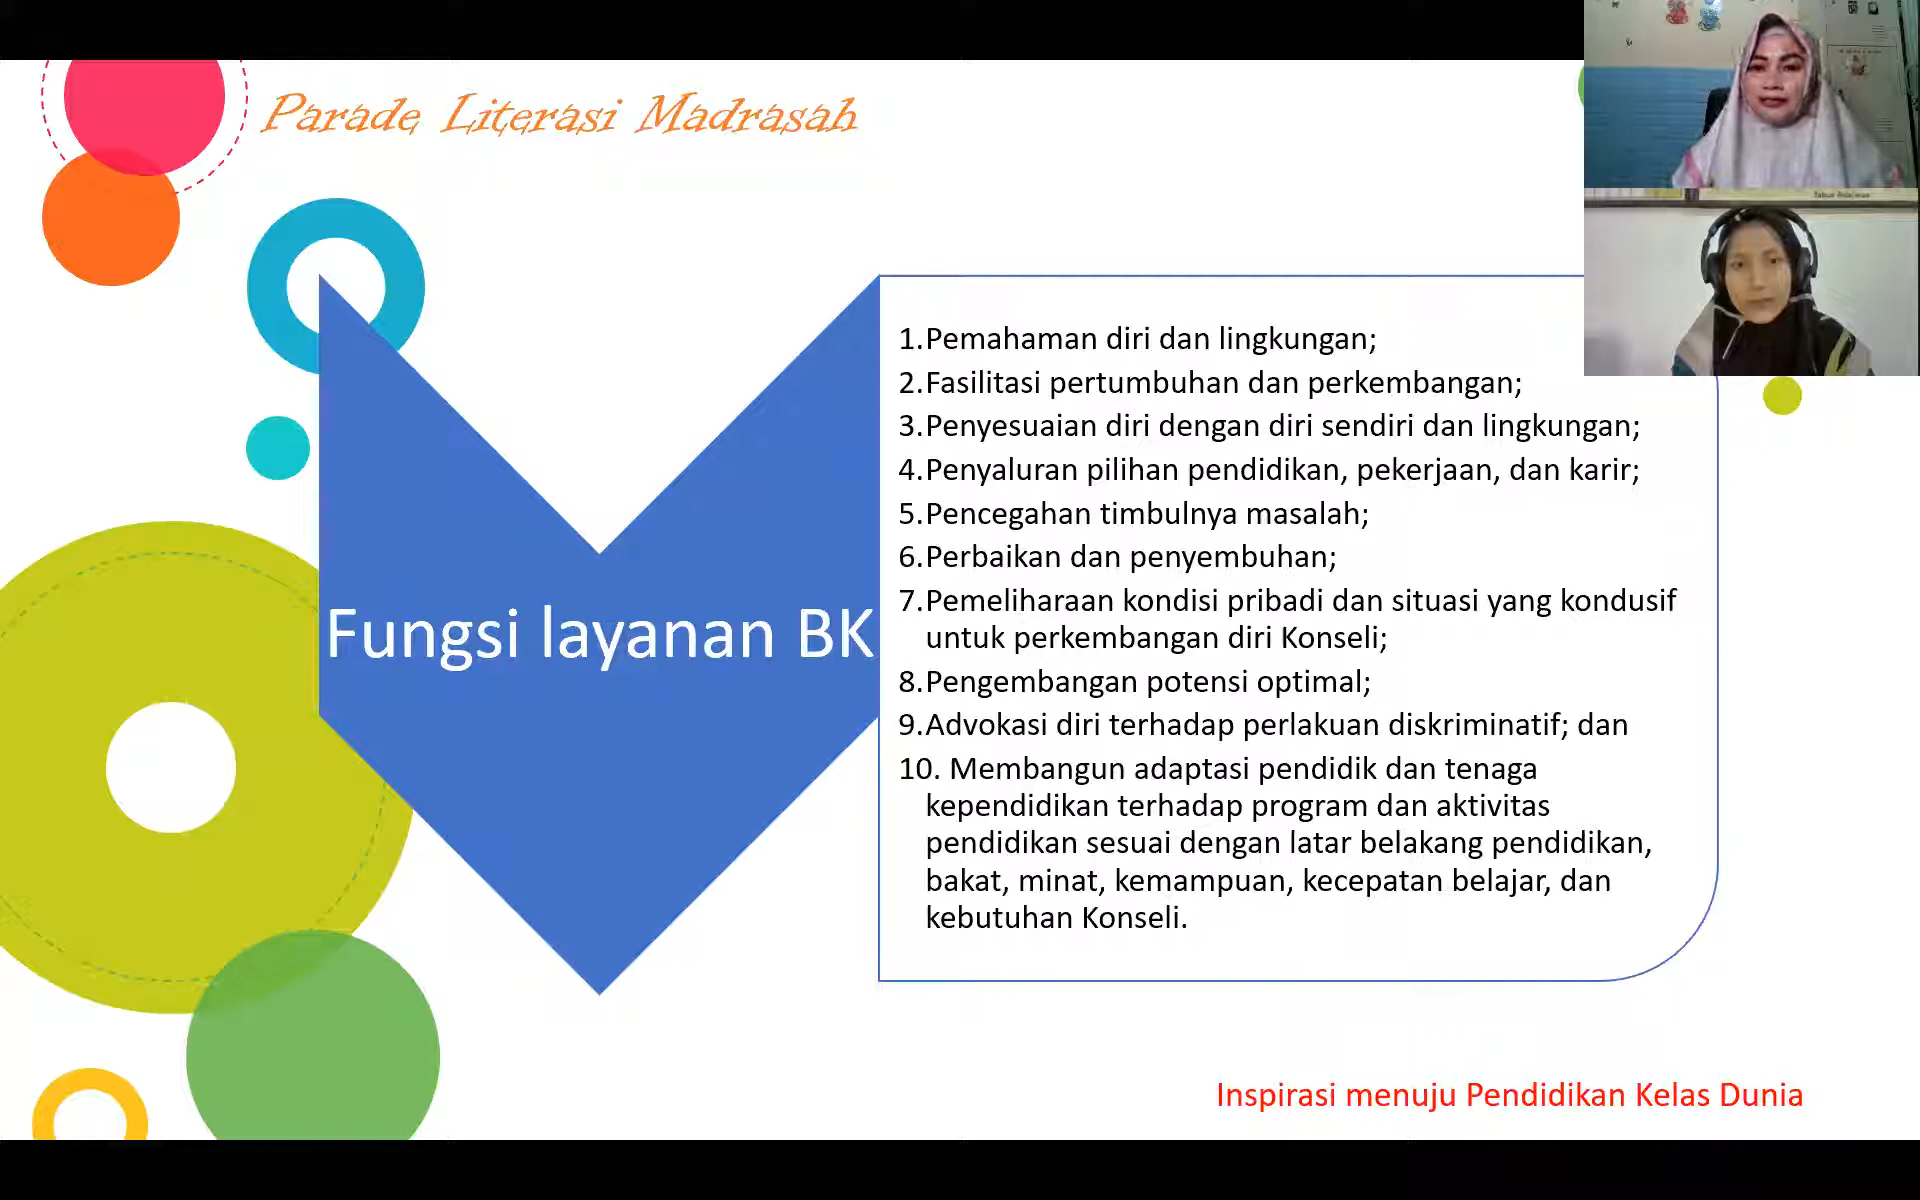 Parade Literasi Madrasah
Fungsi layanan BK
1.Pemahaman diri dan lingkungan;
2.Fasilitasi pertumbuhan dan perkembangan;
3.Penyesuaian diri dengan diri sendiri dan lingkungan;
4.Penyaluran pilihan pendidikan, pekerjaan, dan karir;
5.Pencegahan timbulnya masalah;
6.Perbaikan dan penyembuhan;
7.Pemeliharaan kondisi pribadi dan situasi yang kondusif
untuk perkembangan diri Konseli;
8.Pengembangan potensi optimal;
9.Advokasi diri terhadap perlakuan diskriminatif; dan
10. Membangun adaptasi pendidik dan tenaga
kependidikan terhadap program dan aktivitas
pendidikan sesuai dengan latar belakang pendidikan,
bakat, minat, kemampuan, kecepatan belajar, dan
kebutuhan Konseli.
Inspirasi menuju Pendidikan Kelas Dunia